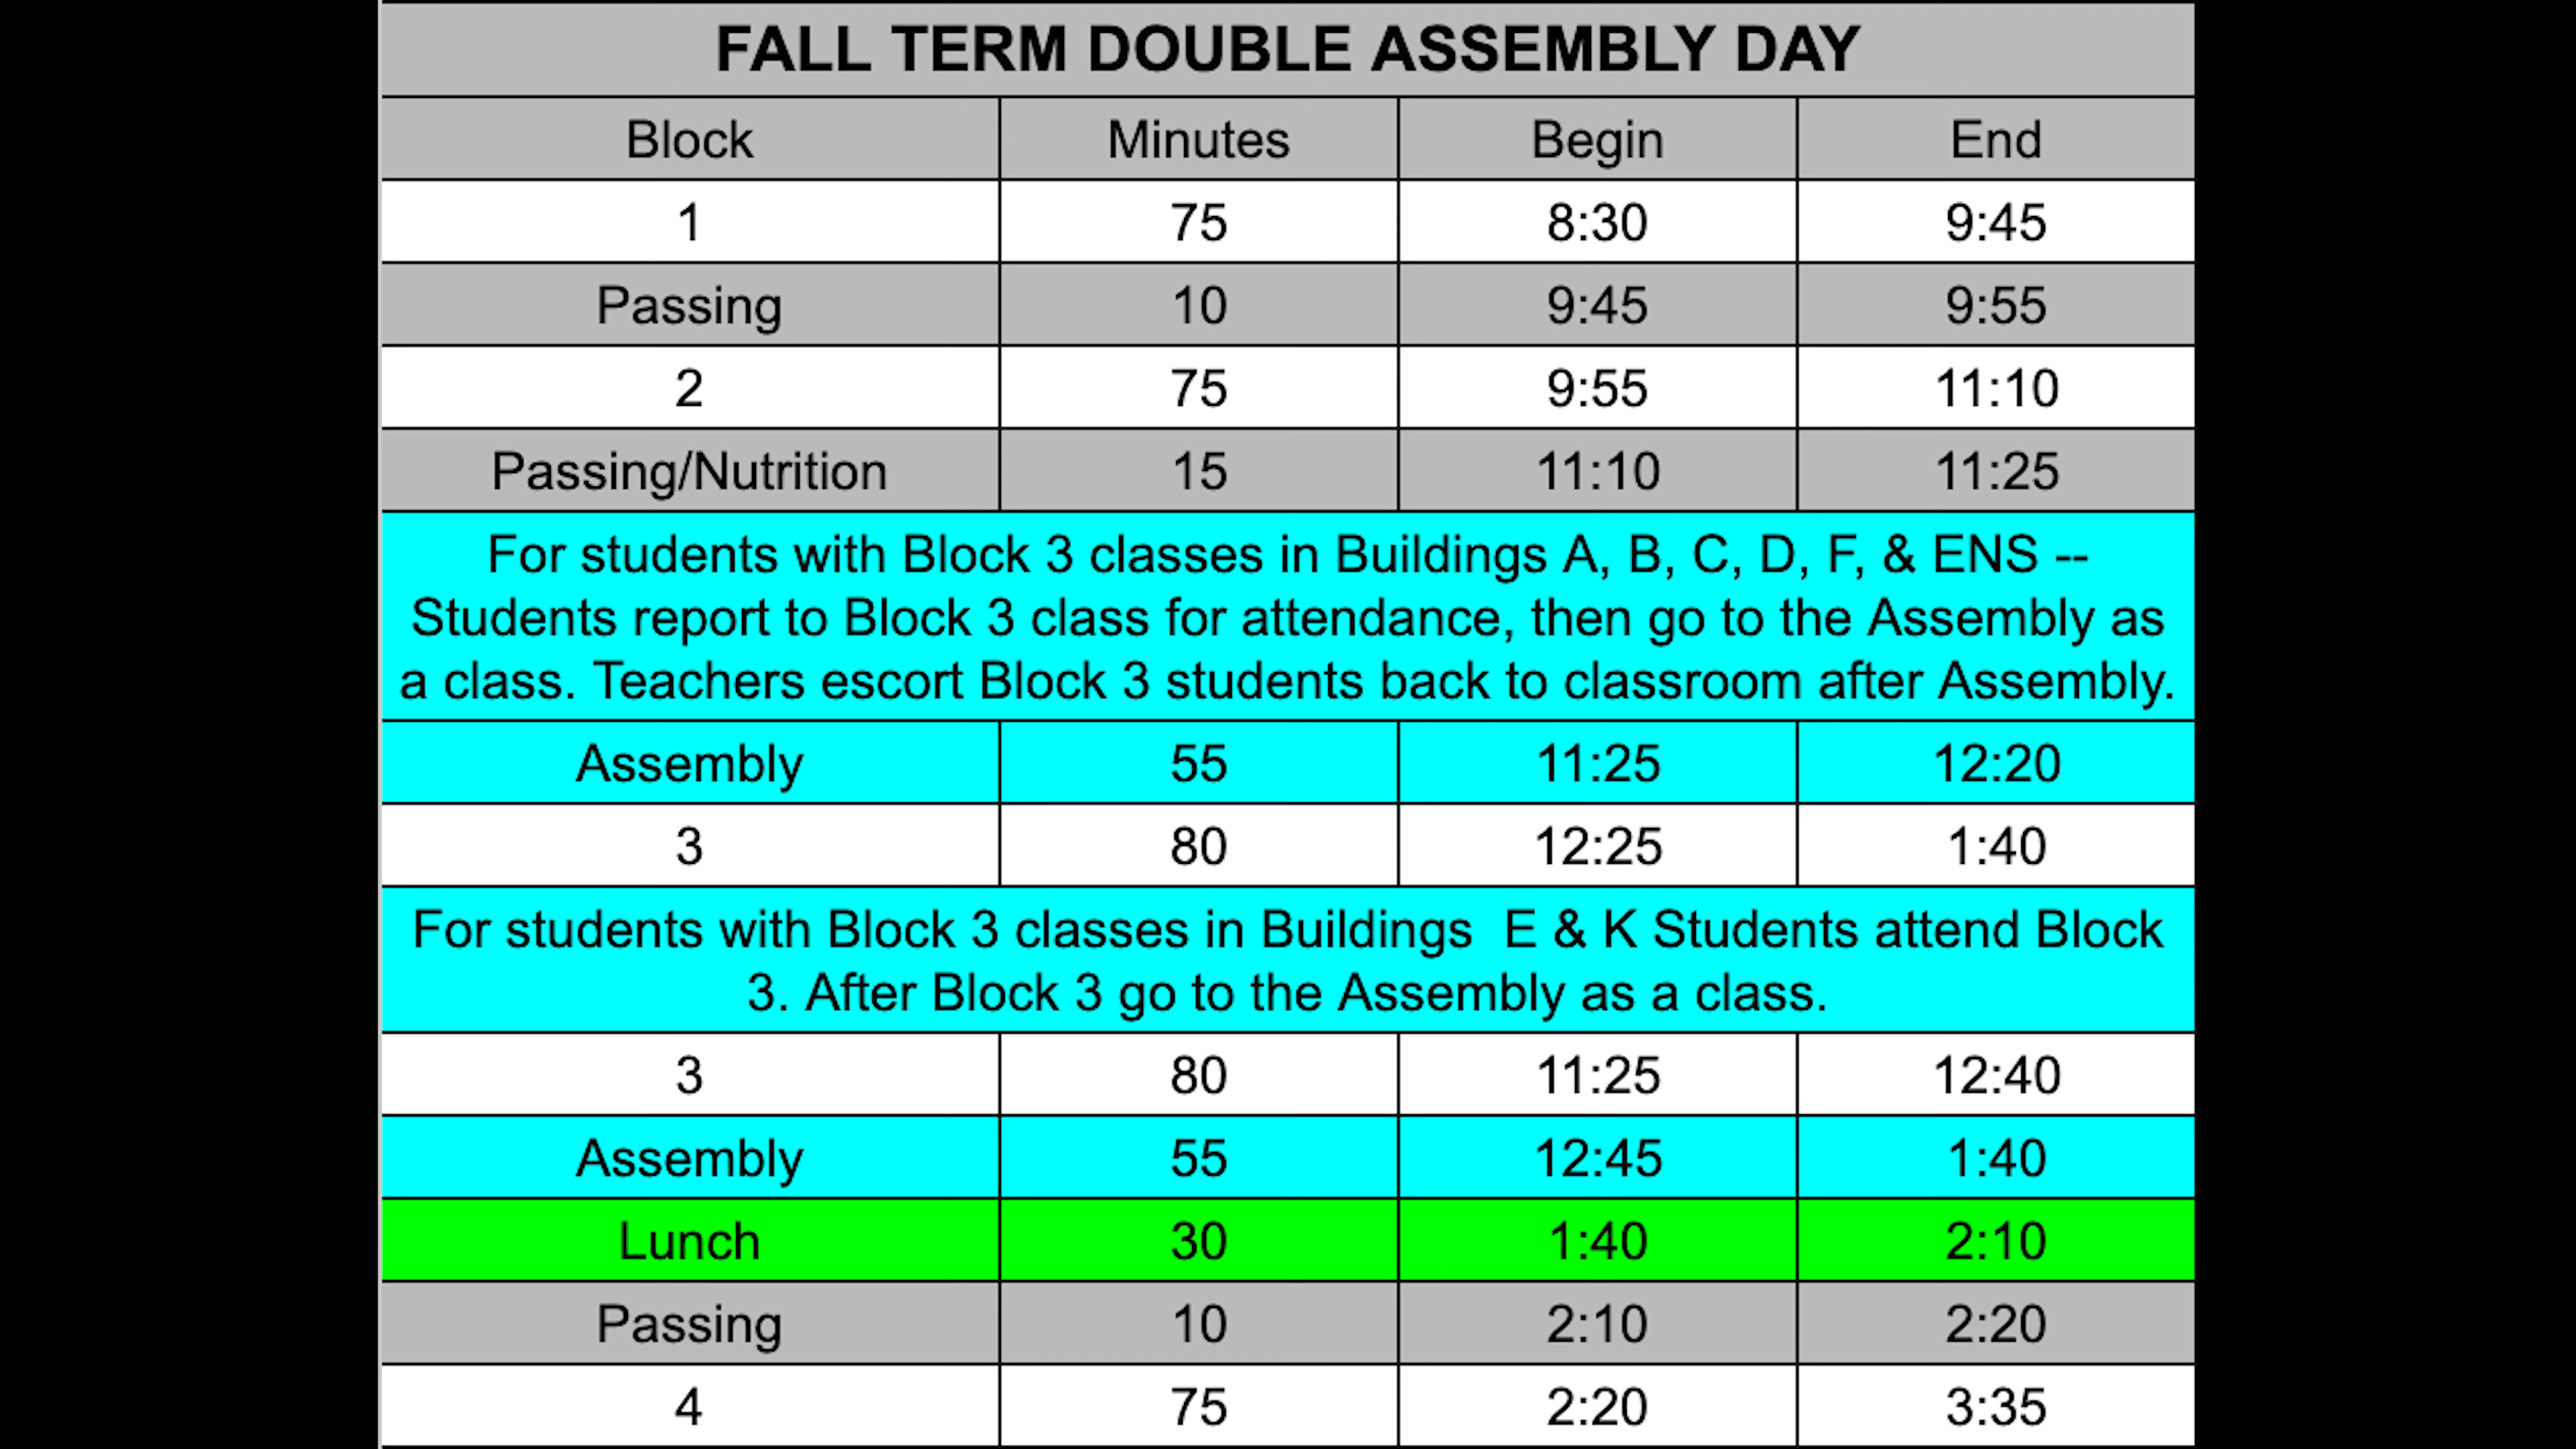 FALL TERM DOUBLE ASSEMBLY DAY
Block Minutes Begin End
1 75 8:30 9:45
Passing 10 9:45 9:55
2 75 9:55 11:10
Passing/Nutrition 15 11:10 11:25
For students with Block 3 classes in Buildings A, B, C, D, F, & ENS --
Students report to Block 3 class for attendance, then go to the Assembly as
a class. Teachers escort Block 3 students back to classroom after Assembly.
Assembly 55 11:25 12:20
3 80 12:25 1:40
For students with Block 3 classes in Buildings E & K Students attend Block
3. After Block 3 go to the Assembly as a class.
3 80 11:25 12:40
Assembly 55 12:45 1:40
Lunch 30 1:40 2:10
Passing 10 2:10 2:20
4 75 2:20 3:35